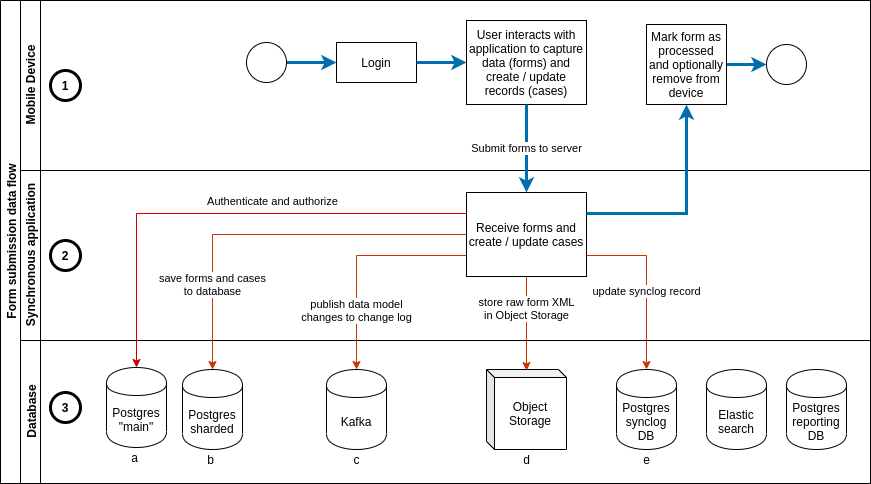 Form submission data flow
Mobile Device
1
Login
User interacts with
application to capture
data (forms) and
create / update
records (cases)
Mark form as
processed
and optionally
remove from
device
Submit forms to server
Synchronous application
2
Authenticate and authorize
Receive forms and
create / update cases
save forms and cases
to database
publish data model
changes to change log
store raw form XML
in Object Storage
update synclog record
Database
3
Postgres
"main"
a
Postgres
sharded
b
Kafka
c
Object
Storage
d
Postgres
synclog
DB
e
Elastic
search
Postgres
reporting
DB